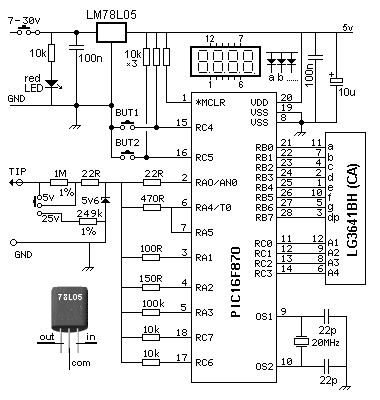 7-30v LM78L05 5v
10k 100n 10k ×3 12 7
red LED 1 6 a b ...... 100n 10u
GND
1 *MCLR VDD 20
BUT1 VSS 19
15 RC4 VSS 8
BUT2
16 RC5
RB0 21 11 a
RB1 22 7 b
RB2 23 4 c
RB3 24 2 d
RB4 25 1 e
RB5 26 10 f
RB6 27 5 g
RB7 28 3 dp
TIP 1M 22R 22R 2 RA0/AN0
1%
5v 5v6 470R 6 RA4/T0
25v 249k 7 RA5
1%
GND
100R 3 RA1
150R 4 RA2
100k 5 RA3
10k 18 RC7
10k 17 RC6
RC0 11 12 A1
RC1 12 9 A2
RC2 13 8 A3
RC3 14 6 A4
PIC16F870
LG3641BH (CA)
OS1 9 22p
20MHz
OS2 10 22p
78L05
out in
com